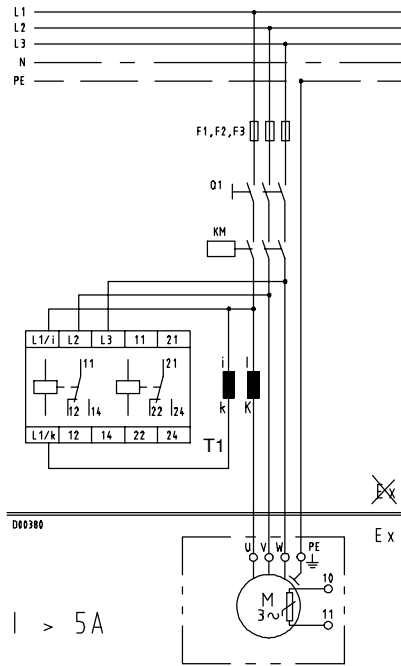 L1
L2
L3
N
PE
F1,F2,F3
Q1
KM
L1/i L2 L3 11 21
11 21
12 14 22 24
L1/k 12 14 22 24
i l
k K
T1
Ex
D00380
Ex
U V W PE
10
M
3~
11
I > 5A